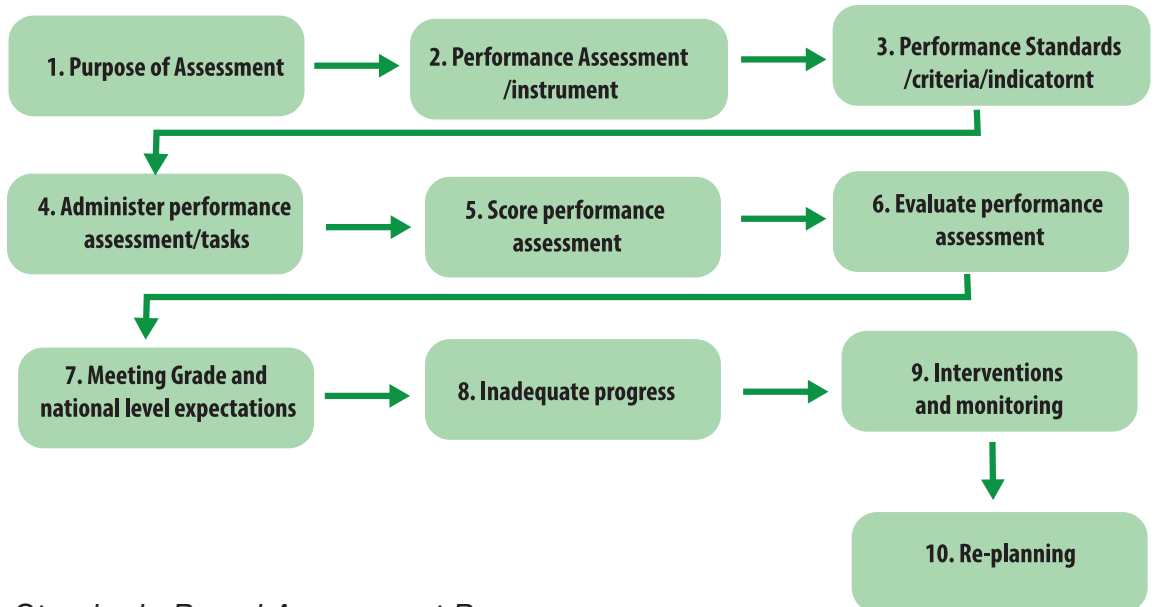 1. Purpose of Assessment
2. Performance Assessment
/instrument
3. Performance Standards
/criteria/indicatornt
4. Administer performance
assessment/tasks
5. Score performance
assessment
6. Evaluate performance
assessment
7. Meeting Grade and
national level expectations
8. Inadequate progress
9. Interventions
and monitoring
10. Re-planning